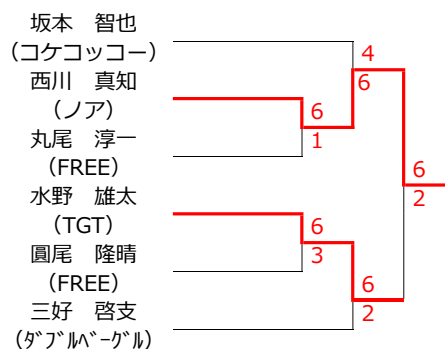 坂本　智也
(コケコッコー)
4
西川　真知
6
(ノア)
6
丸尾　淳一
1
(FREE)
6
水野　雄太
2
(TGT)
6
圓尾　隆晴
3
(FREE)
6
三好　啓支
2
(ﾀﾞﾌﾞﾙﾍﾞｰｸﾞﾙ)